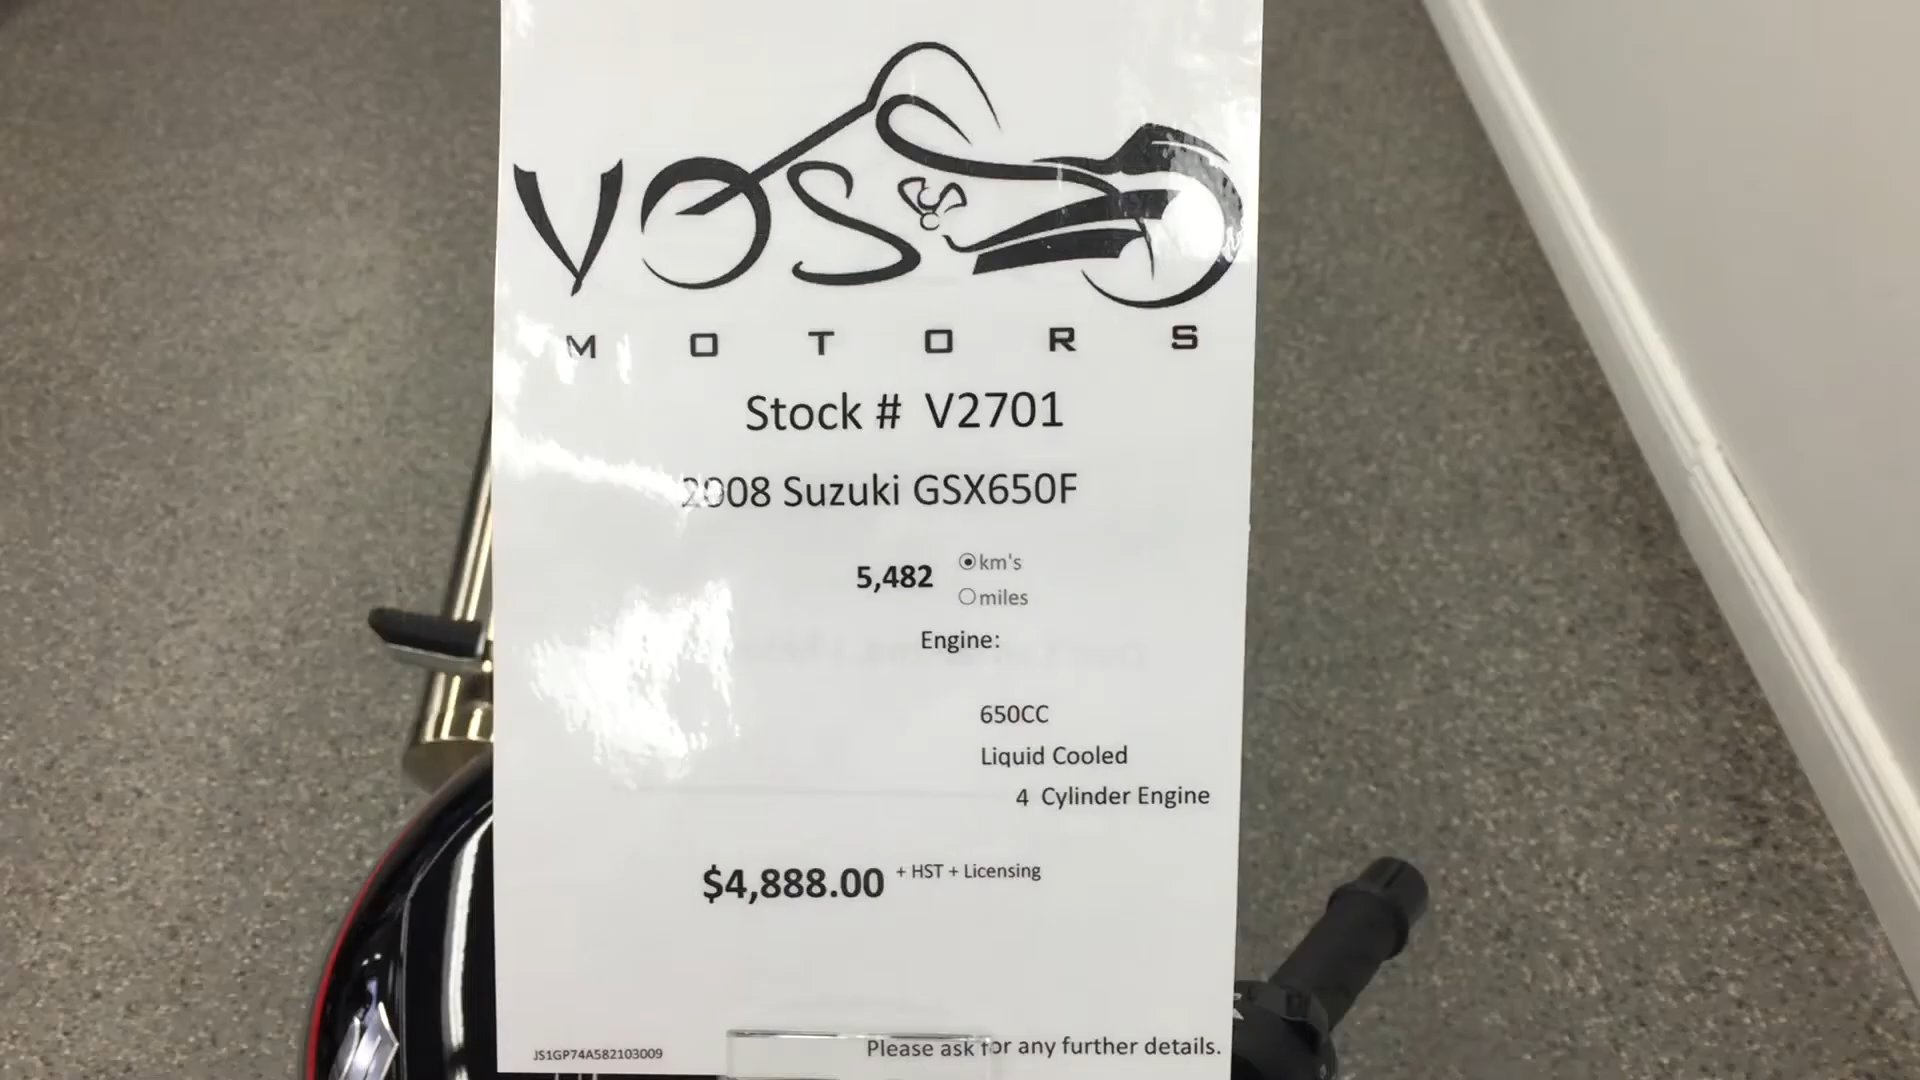 VOS
MOTORS
Stock # V2701
2008 Suzuki GSX650F
5,482
km's
miles
Engine:
650CC
Liquid Cooled
4 Cylinder Engine
$4,888.00 + HST + Licensing
JS1GP74A582103009
Please ask for any further details.